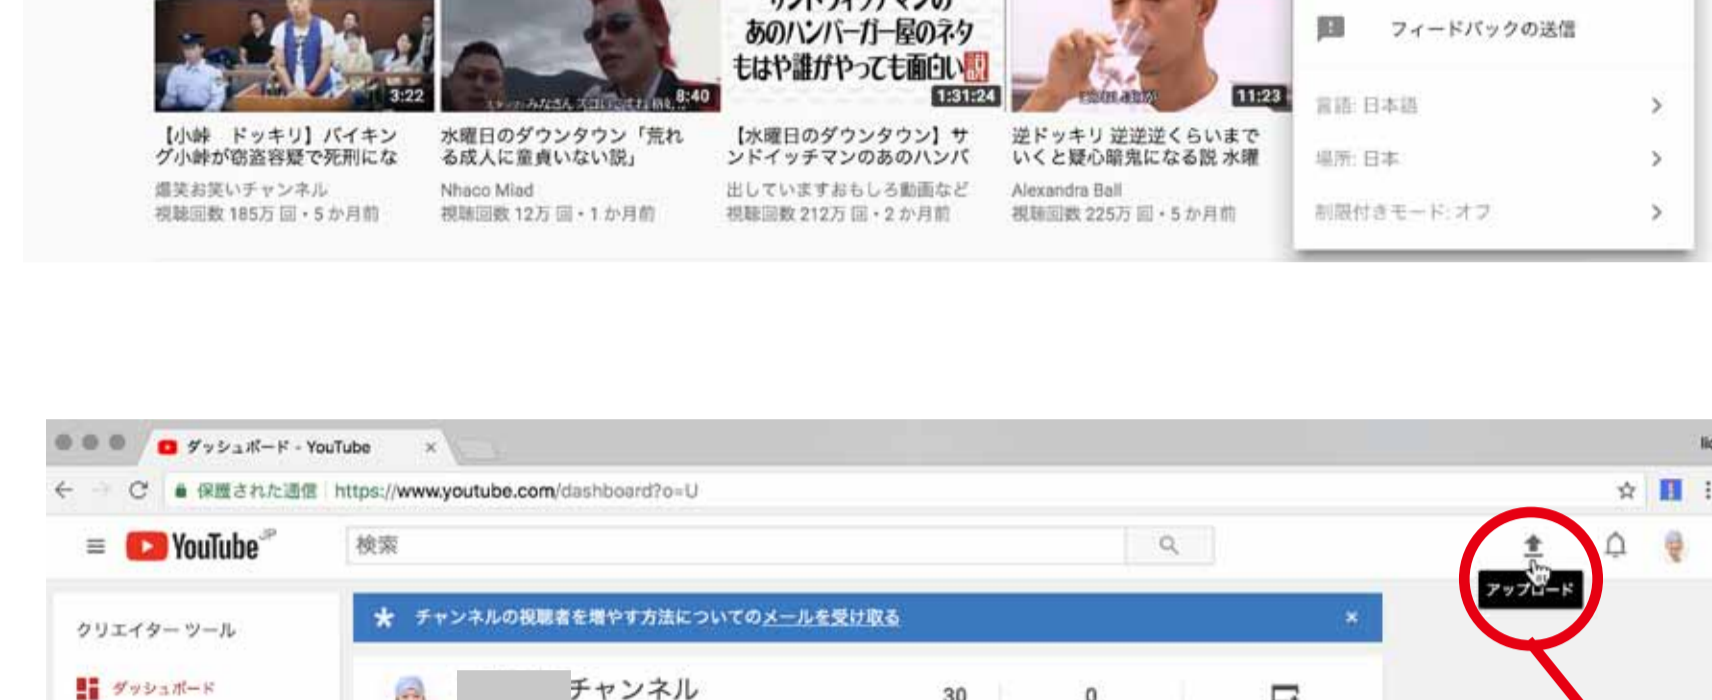 サンドウィッチマンの
あのハンバーガー屋のネタ
もはや誰がやっても面白い説
3:22
8:40
1:31:24
11:23
【小峠 ドッキリ】バイキン
グ小峠が窃盗容疑で死刑にな
爆笑お笑いチャンネル
視聴回数 185万 回・5 か月前
水曜日のダウンタウン「荒れ
る成人に童貞いない説」
Nhaco Miad
視聴回数 12万 回・1 か月前
【水曜日のダウンタウン】サ
ンドイッチマンのあのハンバ
出していますおもしろ動画など
視聴回数 212万 回・2 か月前
逆ドッキリ 逆逆逆くらいまで
いくと疑心暗鬼になる説 水曜
Alexandra Ball
視聴回数 225万 回・5 か月前
フィードバックの送信
言語: 日本語
場所: 日本
制限付きモード: オフ
ダッシュボード - YouTube
保護された通信 https://www.youtube.com/dashboard?o=U
YouTube JP
検索
アップロード
クリエイター ツール
ダッシュボード
チャンネルの視聴者を増やす方法についてのメールを受け取る
チャンネル
30
0